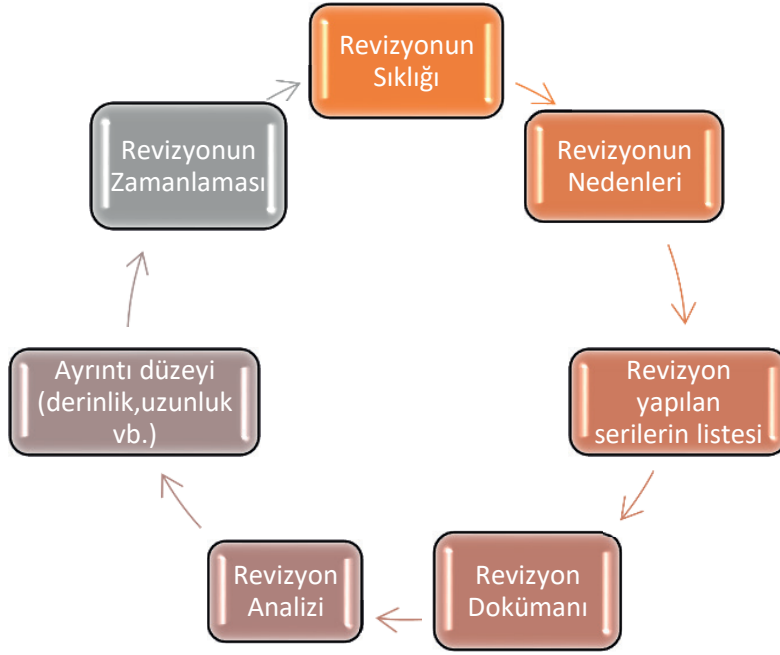 Revizyonun
Sıklığı
Revizyonun
Nedenleri
Revizyon
yapılan
serilerin listesi
Revizyon
Dokümanı
Revizyon
Analizi
Ayrıntı düzeyi
(derinlik,uzunluk
vb.)
Revizyonun
Zamanlaması